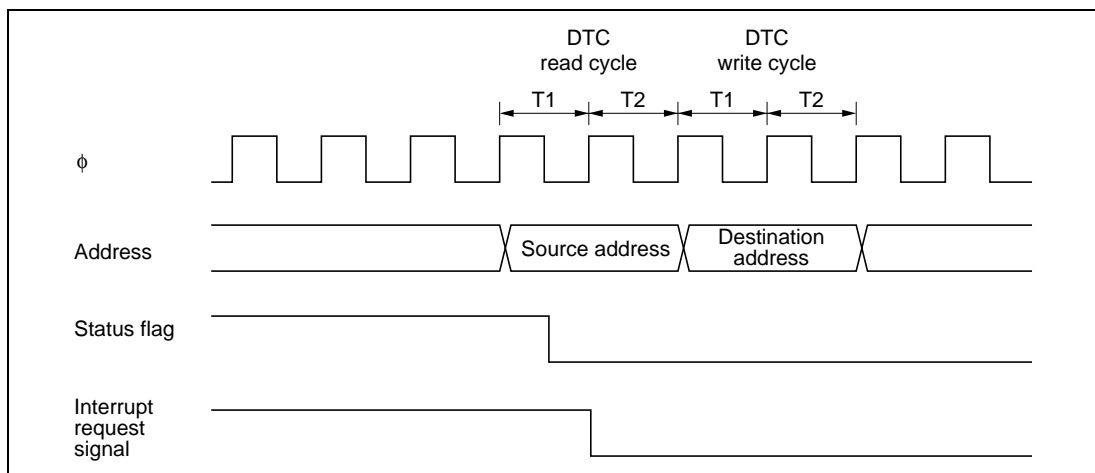 DTC
read cycle
DTC
write cycle
T1
T2
T1
T2
ϕ
Address
Source address
Destination
address
Status flag
Interrupt
request
signal